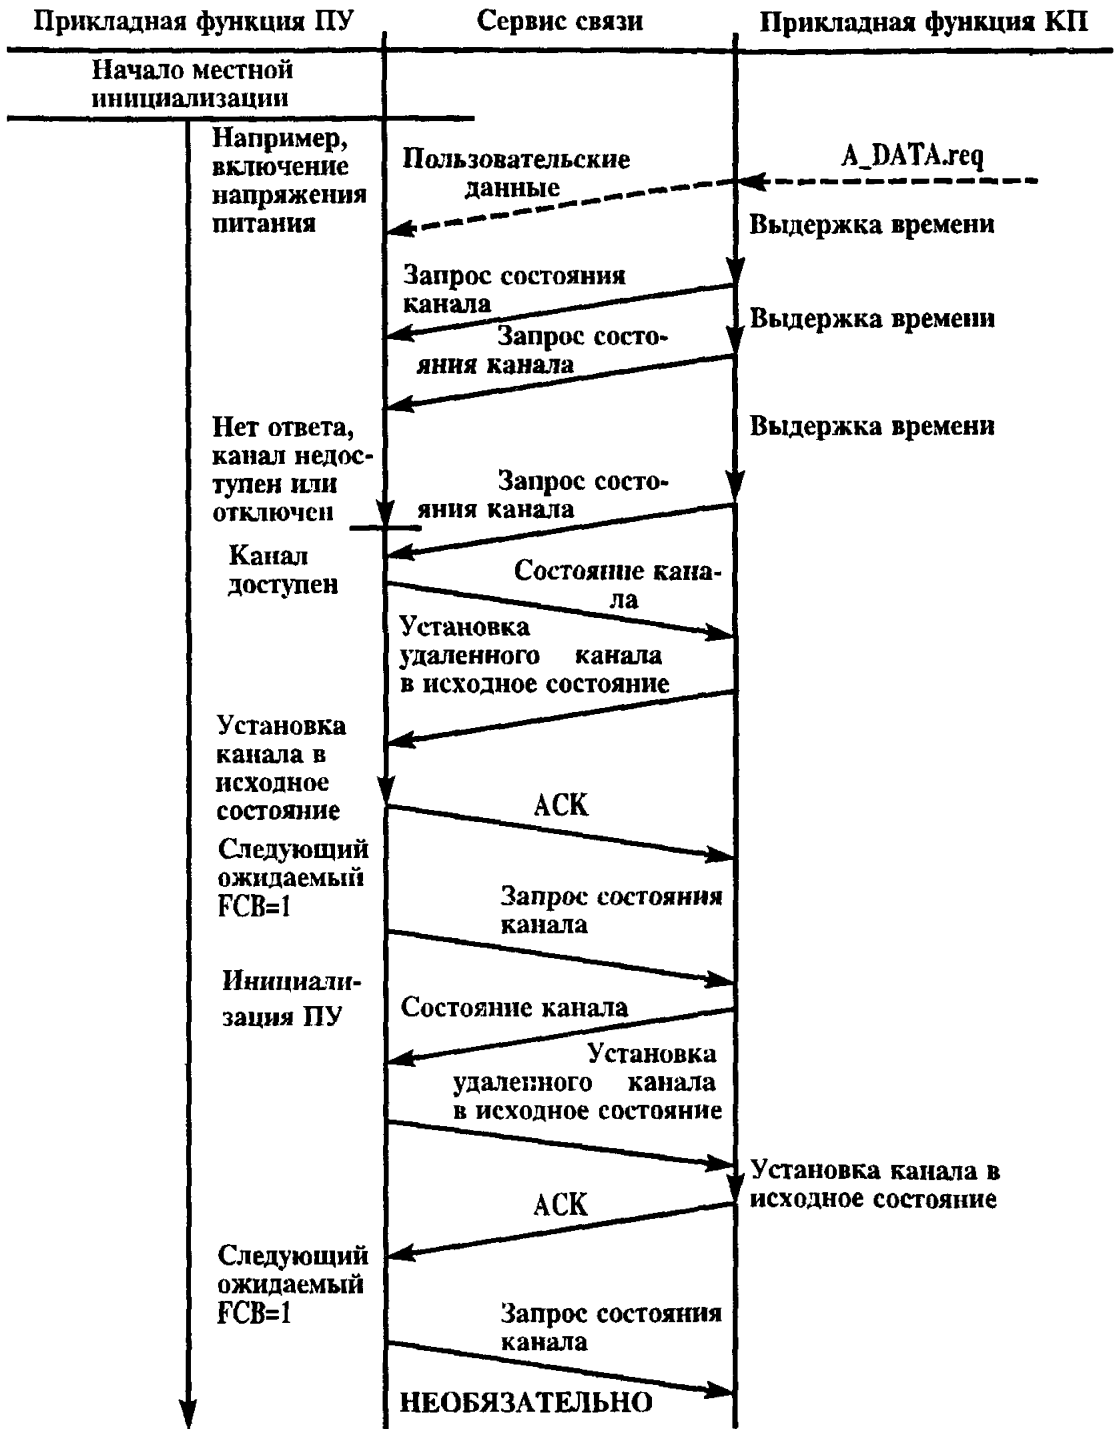 Прикладная функция ПУ
Сервис связи
Прикладная функция КП
Начало местной
инициализации
Например,
включение
напряжения
питания
Пользовательские
данные
A_DATA.req
Выдержка времени
Запрос состояния
канала
Выдержка времени
Запрос состо-
яния канала
Нет ответа,
канал недос-
тупен или
отключен
Выдержка времени
Запрос состо-
яния канала
Канал
доступен
Состояние кана-
ла
Установка
удаленного канала
в исходное состояние
Установка
канала в
исходное
состояние
ACK
Следующий
ожидаемый
FCB=1
Запрос состояния
канала
Инициали-
зация ПУ
Состояние канала
Установка
удаленного канала
в исходное состояние
Установка канала в
исходное состояние
ACK
Следующий
ожидаемый
FCB=1
Запрос состояния
канала
НЕОБЯЗАТЕЛЬНО